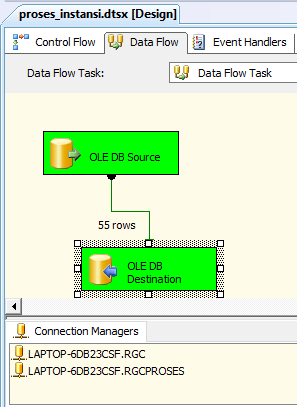 proses_instansi.dtsx [Design]
Control Flow
Data Flow
Event Handlers
Data Flow Task:
Data Flow Task
OLE DB Source
55 rows
OLE DB
Destination
Connection Managers
LAPTOP-6DB23CSF.RGC
LAPTOP-6DB23CSF.RGCPROSES